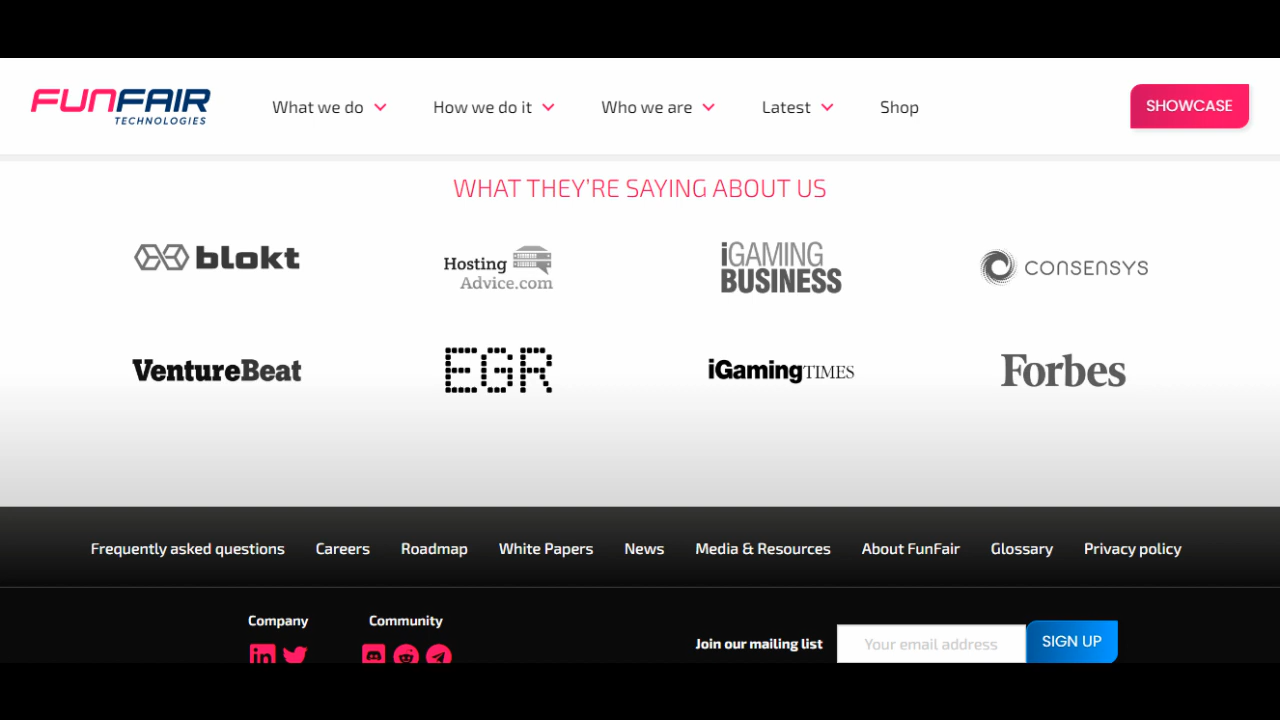 FUNFAIR
TECHNOLOGIES
What we do
How we do it
Who we are
Latest
Shop
SHOWCASE
WHAT THEY'RE SAYING ABOUT US
blokt
Hosting
Advice.com
iGAMING
BUSINESS
CONSENSYS
VentureBeat
EGR
iGamingTIMES
Forbes
Frequently asked questions
Careers
Roadmap
White Papers
News
Media & Resources
About FunFair
Glossary
Privacy policy
Company
Community
in
Join our mailing list
Your email address
SIGN UP